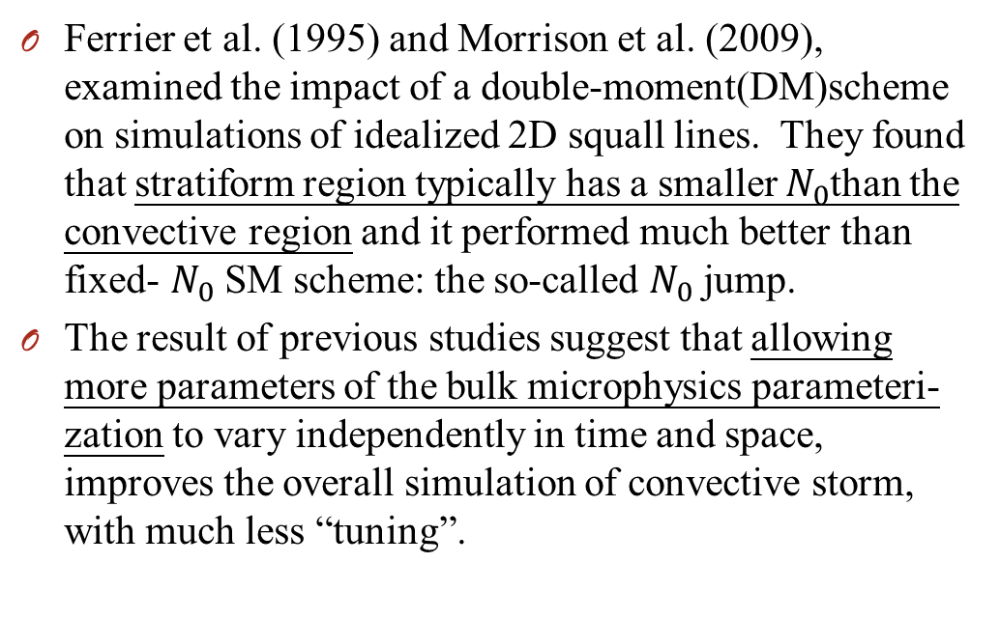 Ferrier et al. (1995) and Morrison et al. (2009),
examined the impact of a double-moment(DM)scheme
on simulations of idealized 2D squall lines.  They found
that stratiform region typically has a smaller N₀than the
convective region and it performed much better than
fixed- N₀ SM scheme: the so-called N₀ jump.
The result of previous studies suggest that allowing
more parameters of the bulk microphysics parameteri-
zation to vary independently in time and space,
improves the overall simulation of convective storm,
with much less “tuning”.